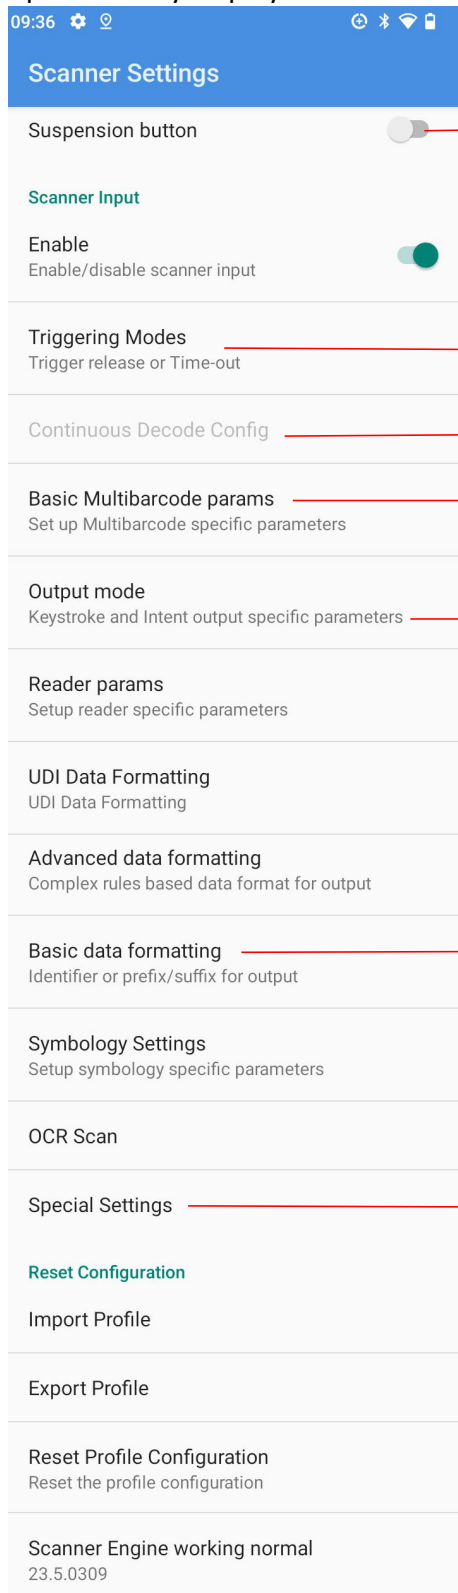 09:36
Scanner Settings
Suspension button
Scanner Input
Enable
Enable/disable scanner input
Triggering Modes
Trigger release or Time-out
Continuous Decode Config
Basic Multibarcode params
Set up Multibarcode specific parameters
Output mode
Keystroke and Intent output specific parameters
Reader params
Setup reader specific parameters
UDI Data Formatting
UDI Data Formatting
Advanced data formatting
Complex rules based data format for output
Basic data formatting
Identifier or prefix/suffix for output
Symbology Settings
Setup symbology specific parameters
OCR Scan
Special Settings
Reset Configuration
Import Profile
Export Profile
Reset Profile Configuration
Reset the profile configuration
Scanner Engine working normal
23.5.0309